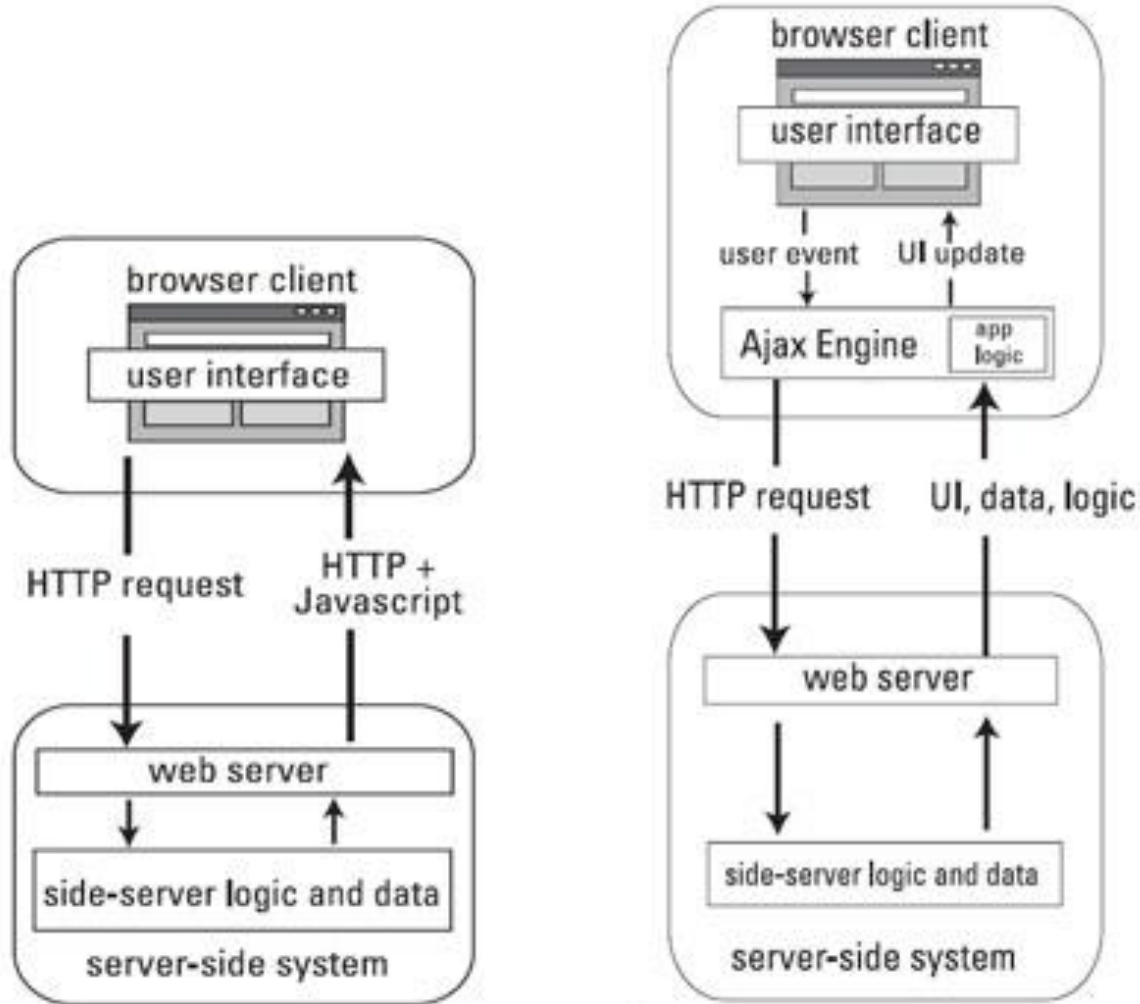 browser client
user interface
HTTP request
HTTP +
Javascript
web server
side-server logic and data
server-side system
browser client
user interface
user event
UI update
Ajax Engine
app
logic
HTTP request
UI, data, logic
web server
side-server logic and data
server-side system